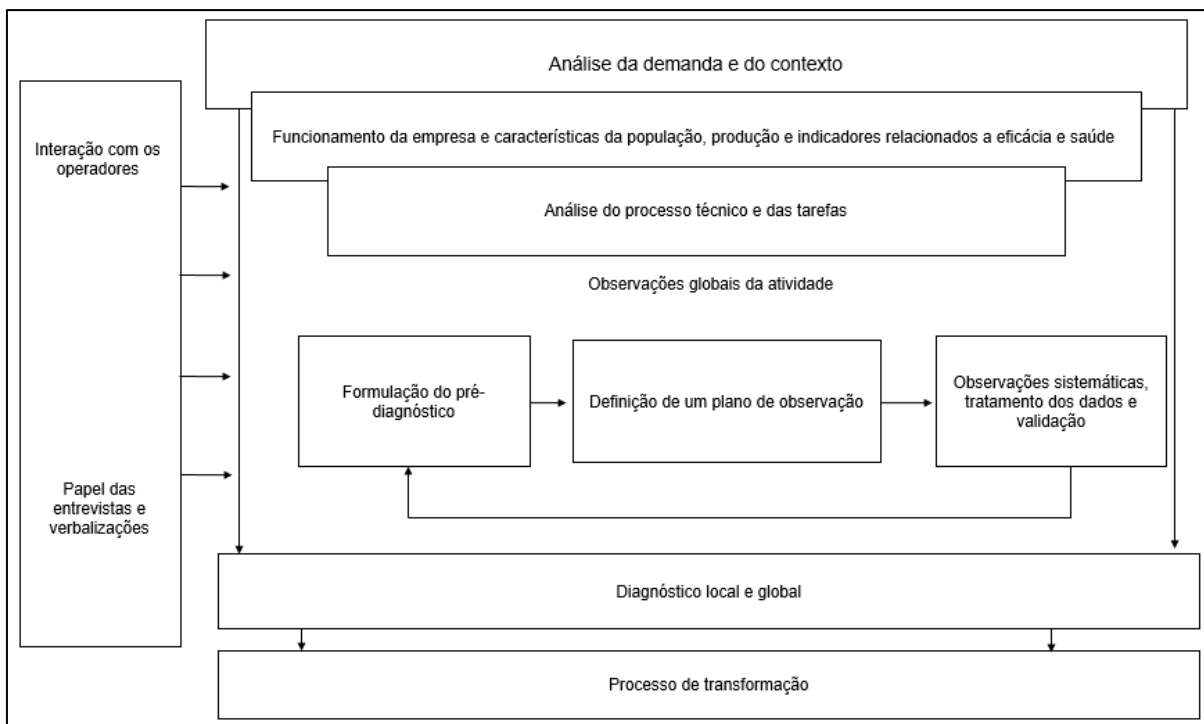 Análise da demanda e do contexto
Funcionamento da empresa e características da população, produção e indicadores relacionados a eficácia e saúde
Interação com os
operadores
Análise do processo técnico e das tarefas
Observações globais da atividade
Formulação do pré-
diagnóstico
Definição de um plano de observação
Observações sistemáticas,
tratamento dos dados e
validação
Papel das
entrevistas e
verbalizações
Diagnóstico local e global
Processo de transformação